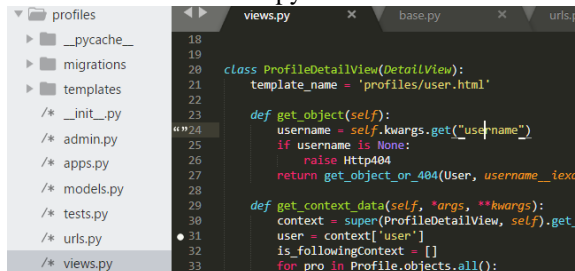 profiles
__pycache__
migrations
templates
__init__.py
admin.py
apps.py
models.py
tests.py
urls.py
views.py
views.py × base.py × urls.p
18
19
20 class ProfileDetailView(DetailView):
21 template_name = 'profiles/user.html'
22
23 def get_object(self):
24 username = self.kwargs.get("username")
25 if username is None:
26 raise Http404
27 return get_object_or_404(User, username__iexa
28
29 def get_context_data(self, *args, **kwargs):
30 context = super(ProfileDetailView, self).get_
31 user = context['user']
32 is_followingContext = []
33 for pro in Profile.objects.all():